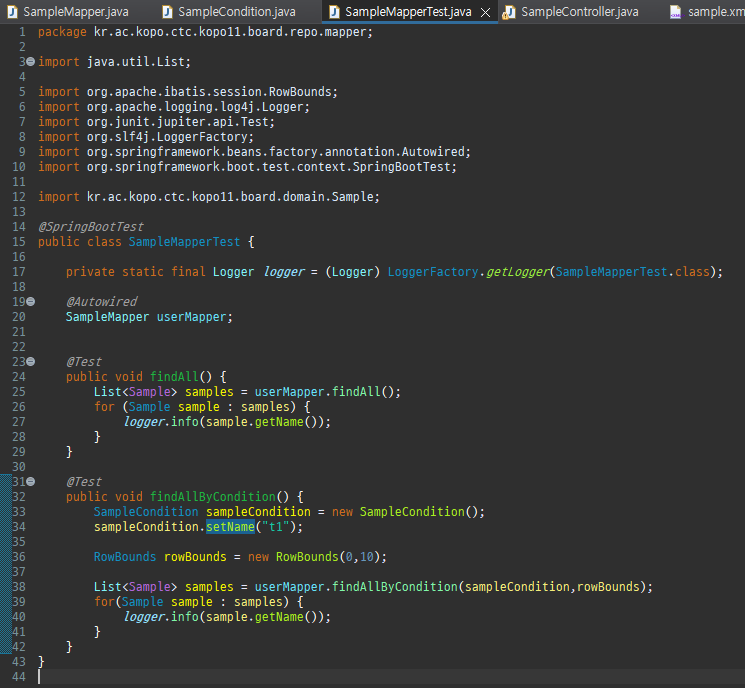 SampleMapper.java SampleCondition.java SampleMapperTest.java SampleController.java sample.xm
1 package kr.ac.kopo.ctc.kopo11.board.repo.mapper;
2
3 import java.util.List;
4
5 import org.apache.ibatis.session.RowBounds;
6 import org.apache.logging.log4j.Logger;
7 import org.junit.jupiter.api.Test;
8 import org.slf4j.LoggerFactory;
9 import org.springframework.beans.factory.annotation.Autowired;
10 import org.springframework.boot.test.context.SpringBootTest;
11
12 import kr.ac.kopo.ctc.kopo11.board.domain.Sample;
13
14 @SpringBootTest
15 public class SampleMapperTest {
16
17     private static final Logger logger = (Logger) LoggerFactory.getLogger(SampleMapperTest.class);
18
19     @Autowired
20     SampleMapper userMapper;
21
22
23     @Test
24     public void findAll() {
25         List<Sample> samples = userMapper.findAll();
26         for (Sample sample : samples) {
27             logger.info(sample.getName());
28         }
29     }
30
31     @Test
32     public void findAllByCondition() {
33         SampleCondition sampleCondition = new SampleCondition();
34         sampleCondition.setName("t1");
35
36         RowBounds rowBounds = new RowBounds(0,10);
37
38         List<Sample> samples = userMapper.findAllByCondition(sampleCondition,rowBounds);
39         for(Sample sample : samples) {
40             logger.info(sample.getName());
41         }
42     }
43 }
44